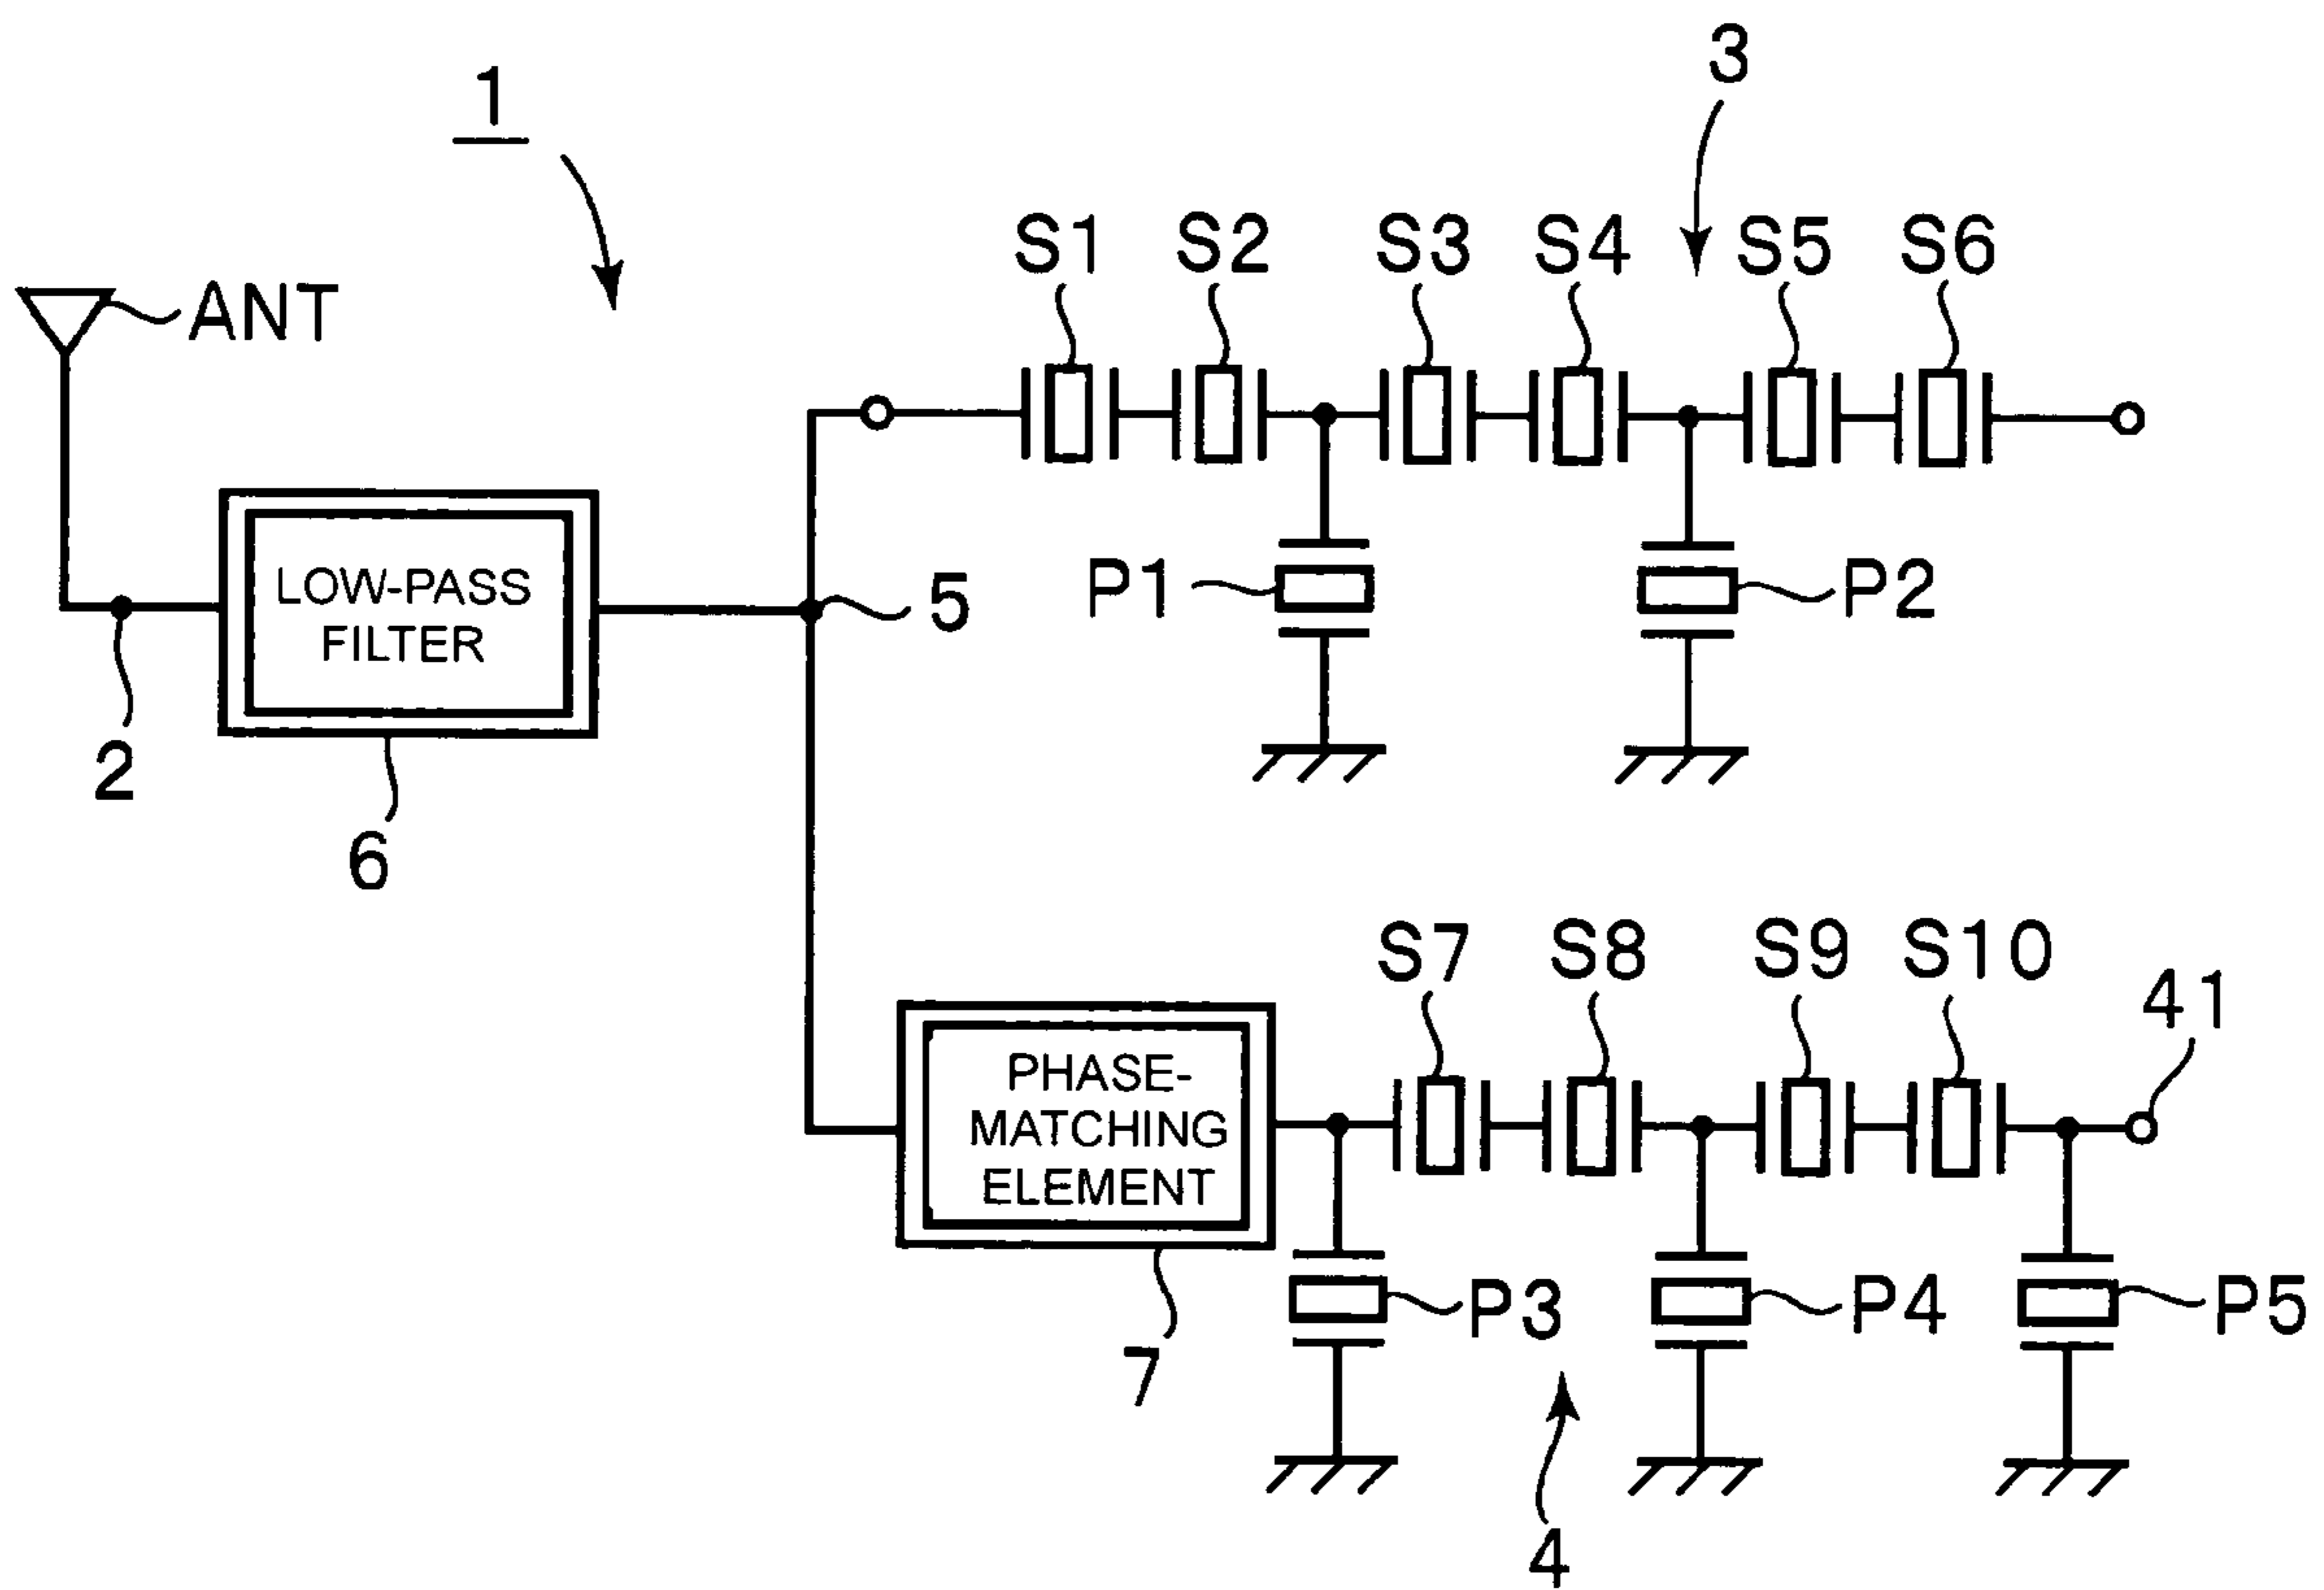 1
3
S1 S2 S3 S4 S5 S6
ANT
LOW-PASS
FILTER
5
P1
P2
2
6
S7 S8 S9 S10
41
PHASE-
MATCHING
ELEMENT
P3
P4
P5
7
4